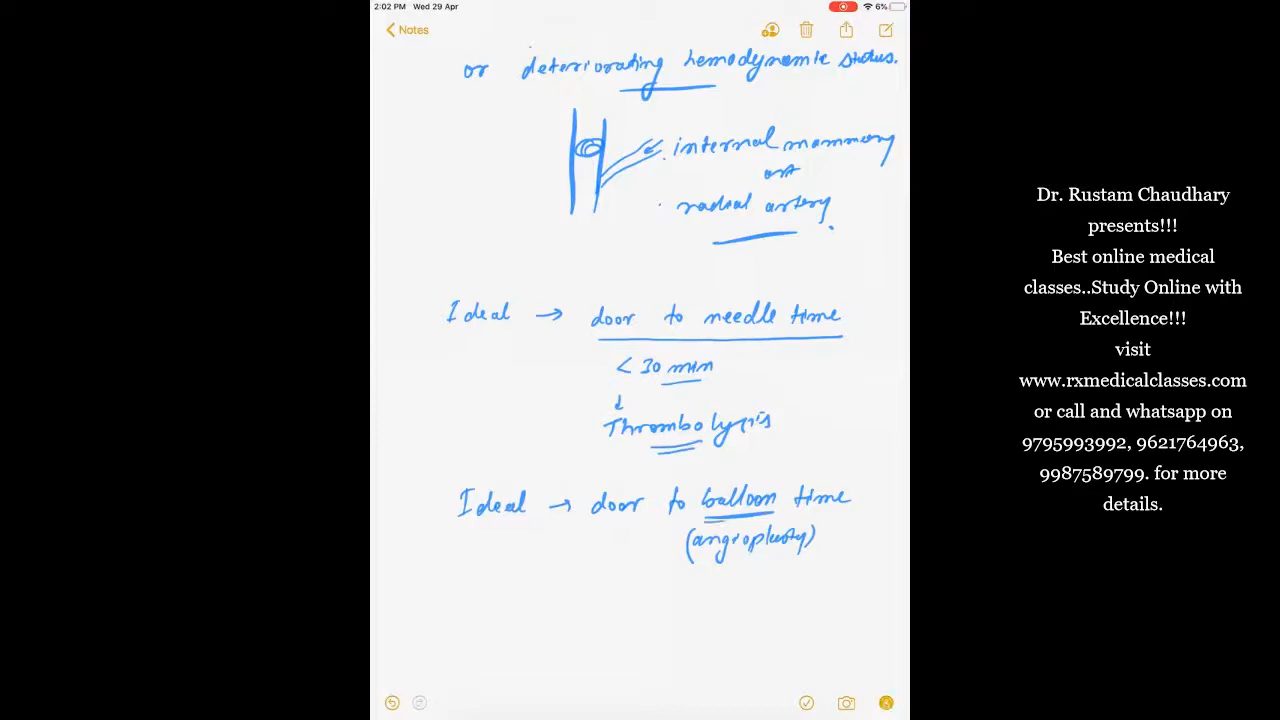 2:02 PM Wed 29 Apr
6%
Notes
or deteriorating hemodynamic status.
internal mammary
art
radial artery
Ideal → door to needle time
< 30 min
Thrombolysis
Ideal → door to balloon time
(angioplasty)
Dr. Rustam Chaudhary
presents!!!
Best online medical
classes..Study Online with
Excellence!!!
visit
www.rxmedicalclasses.com
or call and whatsapp on
9795993992, 9621764963,
9987589799. for more
details.